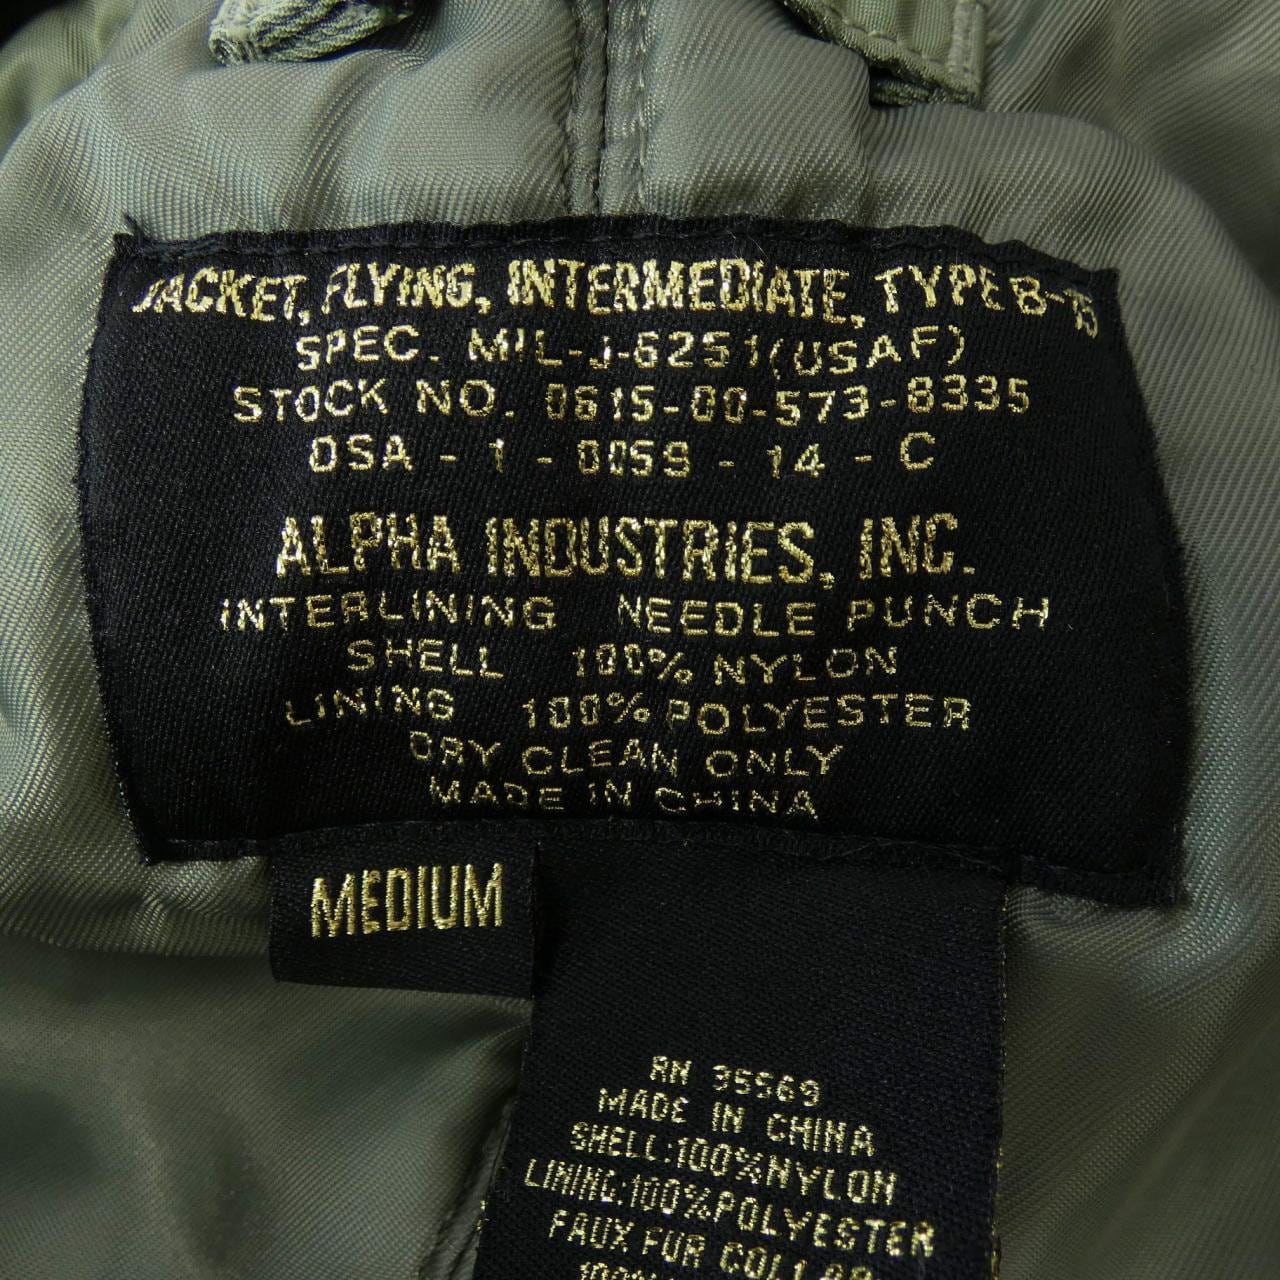 JACKET, FLYING, INTERMEDIATE, TYPE B-15
SPEC. MIL-J-6251(USAF)
STOCK NO. 0615-00-573-8335
DSA - 1 - 0059 - 14 - C
ALPHA INDUSTRIES, INC.
INTERLINING NEEDLE PUNCH
SHELL 100% NYLON
LINING 100% POLYESTER
DRY CLEAN ONLY
MADE IN CHINA
MEDIUM
RN 35569
MADE IN CHINA
SHELL:100%NYLON
LINING:100%POLYESTER
FAUX FUR COLLAR
100%